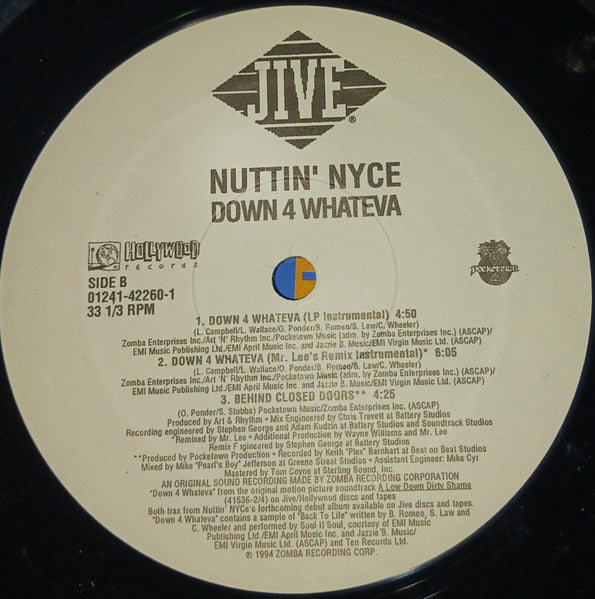 JIVE
®
NUTTIN' NYCE
DOWN 4 WHATEVA
HOLLYWOOD
records
Pocketown
SIDE B
01241-42260-1
33 1/3 RPM
1. DOWN 4 WHATEVA (LP Instrumental) 4:50
(L. Campbell/L. Wallace/O. Ponder/B. Romeo/S. Law/C. Wheeler)
Zomba Enterprises Inc./Art 'N' Rhythm Inc./Pocketown Music (adm. by Zomba Enterprises Inc.) (ASCAP)/
EMI Music Publishing Ltd./EMI April Music Inc. and Jazzie B. Music/EMI Virgin Music Ltd. (ASCAP)
2. DOWN 4 WHATEVA (Mr. Lee's Remix Instrumental)* 6:05
(L. Campbell/L. Wallace/O. Ponder/B. Romeo/S. Law/C. Wheeler)
Zomba Enterprises Inc./Art 'N' Rhythm Inc./Pocketown Music (adm. by Zomba Enterprises Inc.) (ASCAP)/
EMI Music Publishing Ltd./EMI April Music Inc. and Jazzie B. Music/EMI Virgin Music Ltd. (ASCAP)
3. BEHIND CLOSED DOORS** 4:25
(O. Ponder/S. Stubbs) Pocketown Music/Zomba Enterprises Inc. (ASCAP)
Produced by Art & Rhythm • Mix Engineered by Chris Trevett at Battery Studios
Recording engineered by Stephen George and Adam Kudzin at Battery Studios and Soundtrack Studios
*Remixed by Mr. Lee • Additional Production by Wayne Williams and Mr. Lee
Remix Engineered by Stephen George at Battery Studios
**Produced by Pocketown Production • Recorded by Keith "Plex" Barnhart at Beat on Beat Studios
Mixed by Mike "Pearl's Boy" Jefferson at Greene Street Studios • Assistant Engineer: Mike Cyr
Mastered by Tom Coyne at Sterling Sound, Inc.
AN ORIGINAL SOUND RECORDING MADE BY ZOMBA RECORDING CORPORATION
"Down 4 Whateva" from the original motion picture soundtrack A Low Down Dirty Shame
(41536-2/4) on Jive/Hollywood discs and tapes
Both trax from Nuttin' NYCe's forthcoming debut album available on Jive discs and tapes.
"Down 4 Whateva" contains a sample of "Back To Life" written by B. Romeo, S. Law and
C. Wheeler and performed by Soul II Soul, courtesy of EMI Music
Publishing Ltd./EMI April Music Inc. and Jazzie B. Music/
EMI Virgin Music Ltd. (ASCAP) and Ten Records Ltd.
℗ 1994 ZOMBA RECORDING CORP.